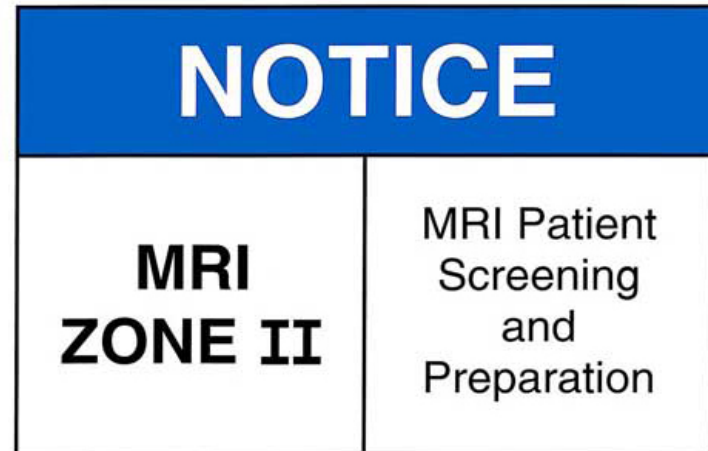 NOTICE
MRI
ZONE II
MRI Patient
Screening
and
Preparation